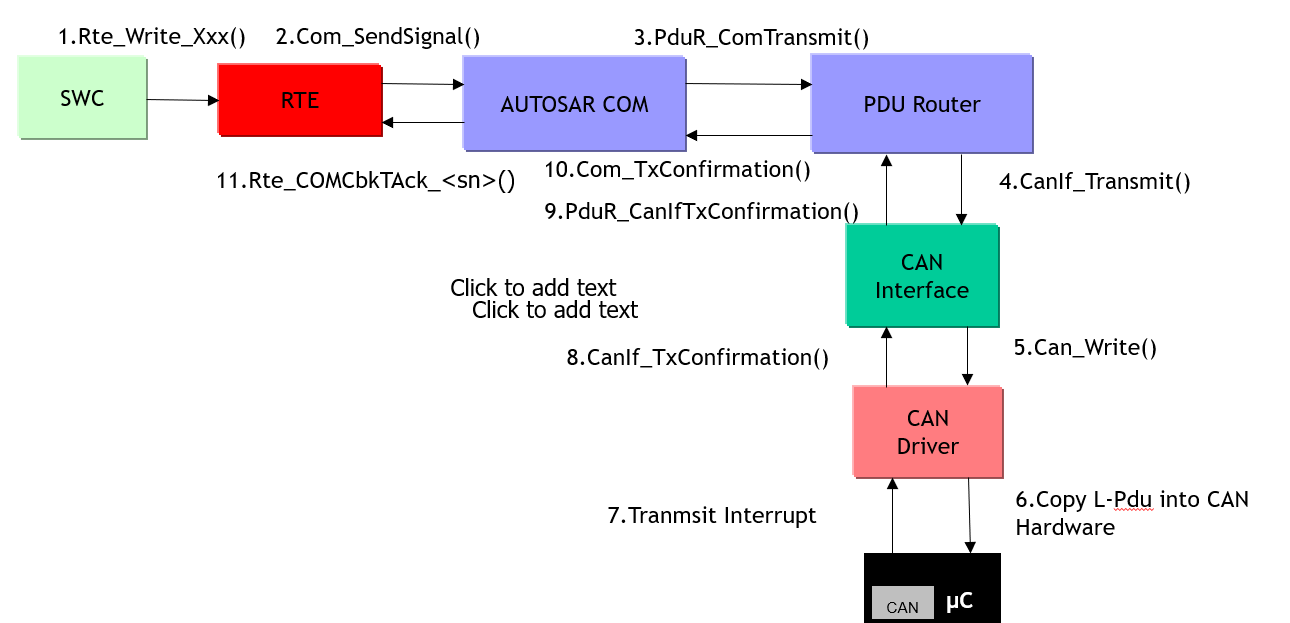 1.Rte_Write_Xxx()
2.Com_SendSignal()
3.PduR_ComTransmit()
SWC
RTE
AUTOSAR COM
PDU Router
11.Rte_COMCbkTAck_<sn>()
10.Com_TxConfirmation()
4.CanIf_Transmit()
9.PduR_CanIfTxConfirmation()
CAN
Interface
Click to add text
Click to add text
8.CanIf_TxConfirmation()
5.Can_Write()
CAN
Driver
7.Tranmsit Interrupt
6.Copy L-Pdu into CAN
Hardware
CAN
µC